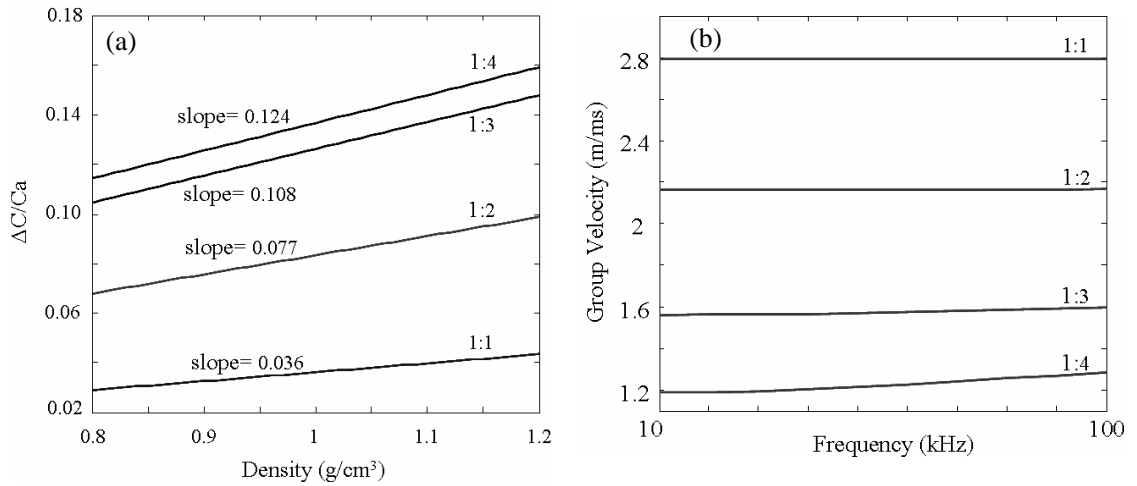 (a)
ΔC/Ca
0.18
0.14
0.10
0.06
0.02
1:4
slope= 0.124
1:3
slope= 0.108
1:2
slope= 0.077
1:1
slope= 0.036
0.8 0.9 1 1.1 1.2
Density (g/cm³)
(b)
Group Velocity (m/ms)
2.8
2.4
2
1.6
1.2
1:1
1:2
1:3
1:4
10 100
Frequency (kHz)